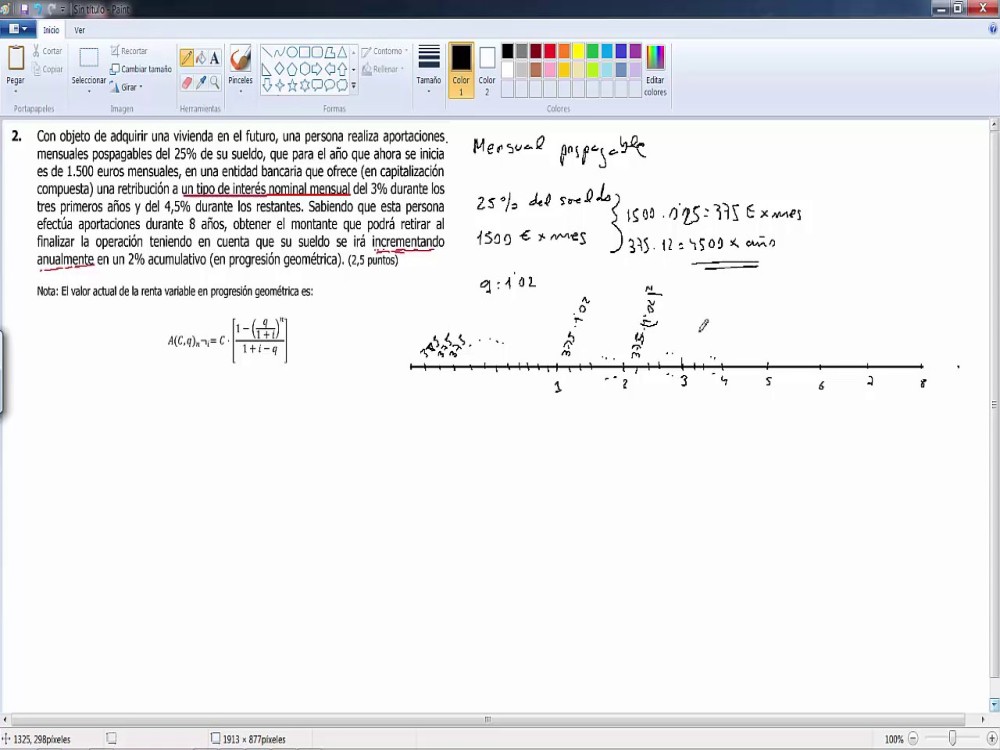 Sin título - Paint
Inicio
Ver
Pegar
Cortar
Copiar
Portapapeles
Seleccionar
Recortar
Cambiar tamaño
Girar
Imagen
A
Herramientas
Pinceles
Contorno
Rellenar
Formas
Tamaño
Color 1
Color 2
Editar colores
Colores
2. Con objeto de adquirir una vivienda en el futuro, una persona realiza aportaciones
mensuales pospagables del 25% de su sueldo, que para el año que ahora se inicia
es de 1.500 euros mensuales, en una entidad bancaria que ofrece (en capitalización
compuesta) una retribución a un tipo de interés nominal mensual del 3% durante los
tres primeros años y del 4,5% durante los restantes. Sabiendo que esta persona
efectúa aportaciones durante 8 años, obtener el montante que podrá retirar al
finalizar la operación teniendo en cuenta que su sueldo se irá incrementando
anualmente en un 2% acumulativo (en progresión geométrica). (2,5 puntos)
Nota: El valor actual de la renta variable en progresión geométrica es:
A(C,q)n¬i = C · [1 − (q/1+i)^n / 1 + i − q]
Mensual pospagable
25% del sueldo
1500 € x mes
1500 . 0'25 = 375 € x mes
375 . 12 = 4500 x año
q = 1'02
375 375 375 . . . . 375 . 1'02 ... 375 . (1'02)^2 ...
1 2 3 4 5 6 7 8
1325, 298píxeles
1913 × 877píxeles
100%